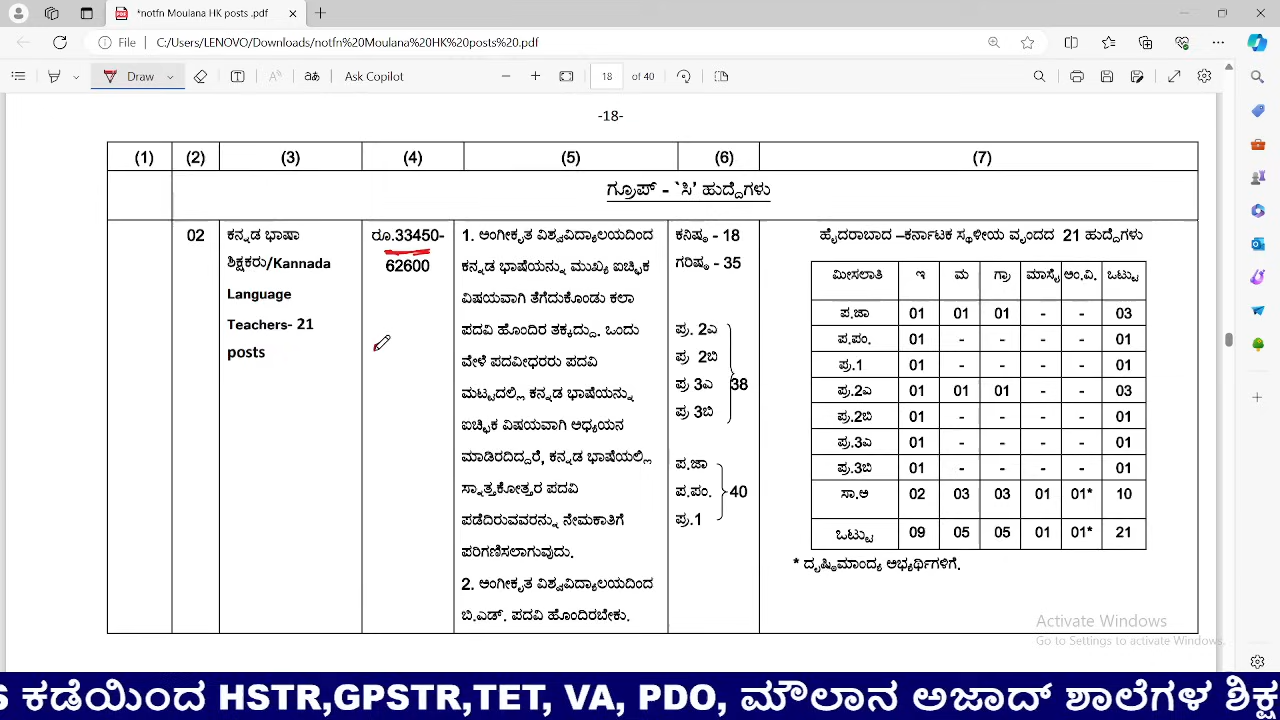 *notfn Moulana HK posts .pdf
File
C:/Users/LENOVO/Downloads/notfn%20Moulana%20HK%20posts%20.pdf
Draw
Ask Copilot
18 of 40
-18-
(1) (2) (3) (4) (5) (6) (7)
ಗ್ರೂಪ್ - `ಸಿ' ಹುದ್ದೆಗಳು
02
ಕನ್ನಡ ಭಾಷಾ
ಶಿಕ್ಷಕರು/Kannada
Language
Teachers- 21
posts
ರೂ.33450-
62600
1. ಅಂಗೀಕೃತ ವಿಶ್ವವಿದ್ಯಾಲಯದಿಂದ
ಕನ್ನಡ ಭಾಷೆಯನ್ನು ಮುಖ್ಯ ಐಚ್ಛಿಕ
ವಿಷಯವಾಗಿ ತೆಗೆದುಕೊಂಡು ಕಲಾ
ಪದವಿ ಹೊಂದಿರ ತಕ್ಕದ್ದು. ಒಂದು
ವೇಳೆ ಪದವೀಧರರು ಪದವಿ
ಮಟ್ಟದಲ್ಲಿ ಕನ್ನಡ ಭಾಷೆಯನ್ನು
ಐಚ್ಛಿಕ ವಿಷಯವಾಗಿ ಅಧ್ಯಯನ
ಮಾಡಿರದಿದ್ದರೆ, ಕನ್ನಡ ಭಾಷೆಯಲ್ಲಿ
ಸ್ನಾತ್ತಕೋತ್ತರ ಪದವಿ
ಪಡೆದಿರುವವರನ್ನು ನೇಮಕಾತಿಗೆ
ಪರಿಗಣಿಸಲಾಗುವುದು.
2. ಅಂಗೀಕೃತ ವಿಶ್ವವಿದ್ಯಾಲಯದಿಂದ
ಬಿ.ಎಡ್. ಪದವಿ ಹೊಂದಿರಬೇಕು.
ಕನಿಷ್ಠ - 18
ಗರಿಷ್ಠ - 35
ಪ್ರ. 2ಎ
ಪ್ರ 2ಬಿ
ಪ್ರ 3ಎ 38
ಪ್ರ 3ಬಿ
ಪ.ಜಾ
ಪ.ಪಂ. 40
ಪ್ರ.1
ಹೈದರಾಬಾದ –ಕರ್ನಾಟಕ ಸ್ಥಳೀಯ ವೃಂದದ 21 ಹುದ್ದೆಗಳು
ಮೀಸಲಾತಿ ಇ ಮ ಗ್ರಾ ಮಾಸೈ ಅಂ.ವಿ. ಒಟ್ಟು
ಪ.ಜಾ 01 01 01 - - 03
ಪ.ಪಂ. 01 - - - - 01
ಪ್ರ.1 01 - - - - 01
ಪ್ರ.2ಎ 01 01 01 - - 03
ಪ್ರ.2ಬಿ 01 - - - - 01
ಪ್ರ.3ಎ 01 - - - - 01
ಪ್ರ.3ಬಿ 01 - - - - 01
ಸಾ.ಅ 02 03 03 01 01* 10
ಒಟ್ಟು 09 05 05 01 01* 21
* ದೃಷ್ಠಿಮಾಂದ್ಯ ಅಭ್ಯರ್ಥಿಗಳಿಗೆ.
Activate Windows
Go to Settings to activate Windows.
ಕಡೆಯಿಂದ HSTR,GPSTR,TET, VA, PDO, ಮೌಲಾನ ಅಜಾದ್ ಶಾಲೆಗಳ